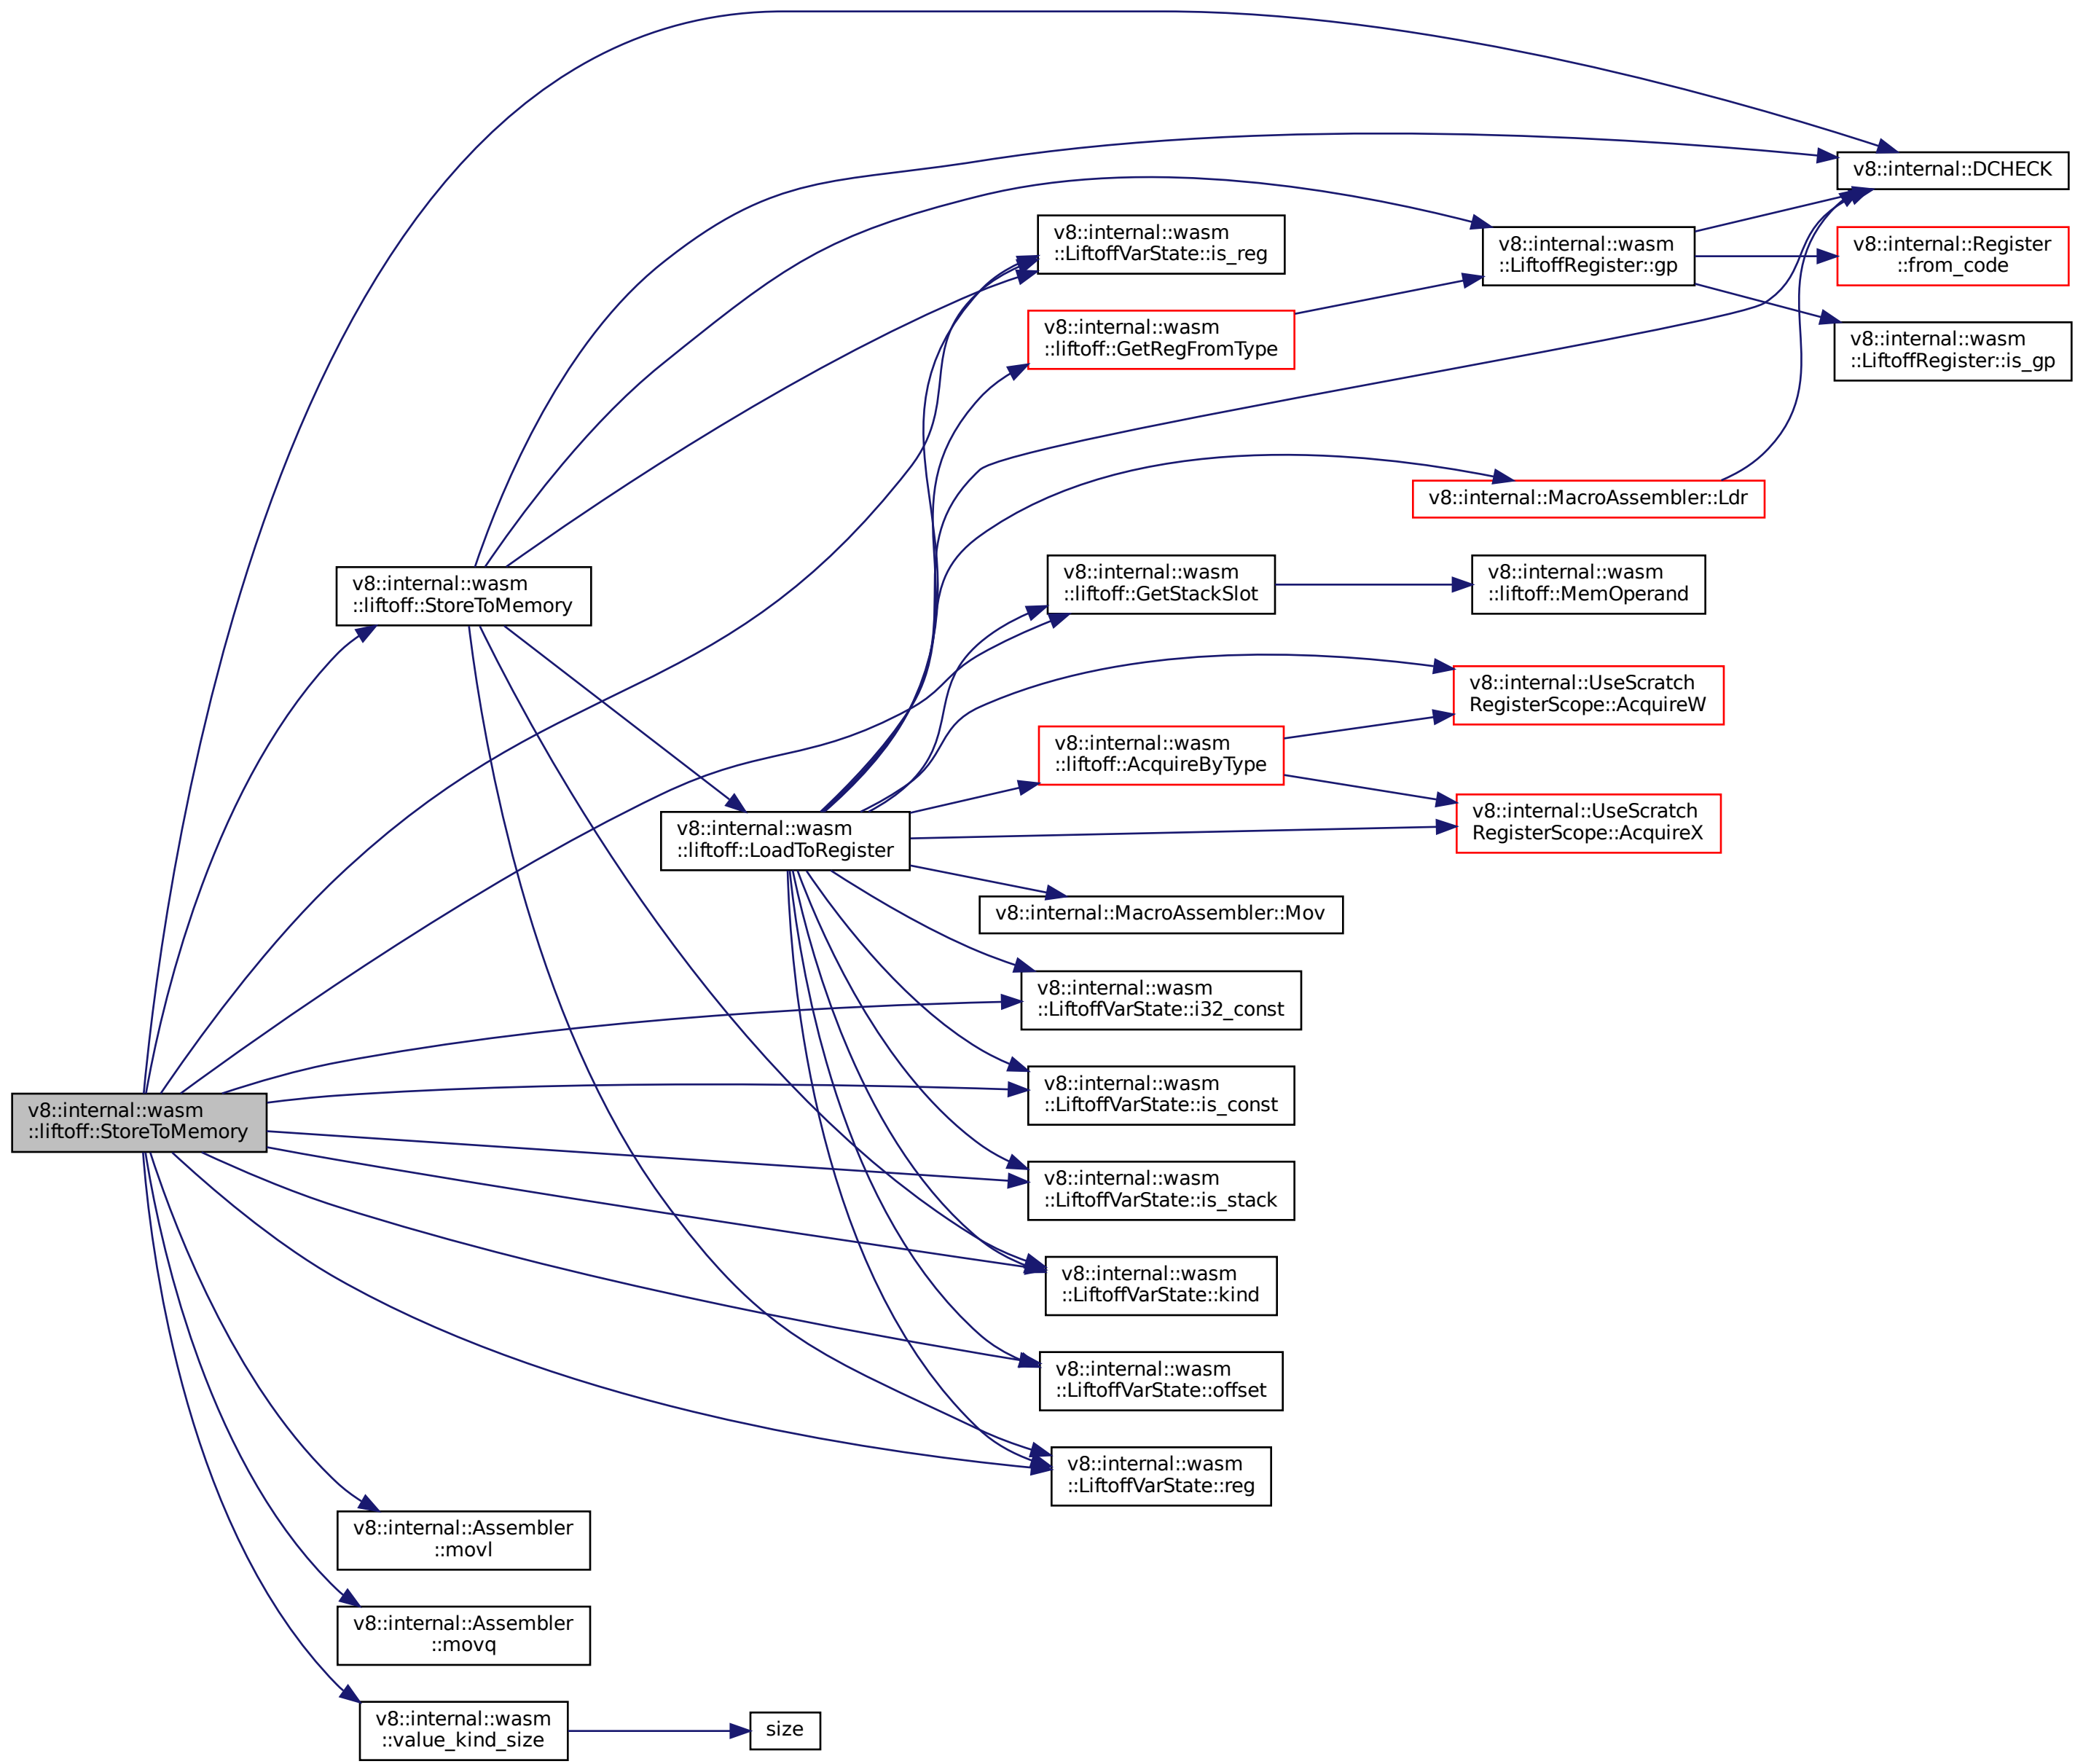 v8::internal::DCHECK
v8::internal::wasm
::LiftoffVarState::is_reg
v8::internal::wasm
::LiftoffRegister::gp
v8::internal::Register
::from_code
v8::internal::wasm
::liftoff::GetRegFromType
v8::internal::wasm
::LiftoffRegister::is_gp
v8::internal::MacroAssembler::Ldr
v8::internal::wasm
::liftoff::StoreToMemory
v8::internal::wasm
::liftoff::GetStackSlot
v8::internal::wasm
::liftoff::MemOperand
v8::internal::UseScratch
RegisterScope::AcquireW
v8::internal::wasm
::liftoff::AcquireByType
v8::internal::wasm
::liftoff::LoadToRegister
v8::internal::UseScratch
RegisterScope::AcquireX
v8::internal::MacroAssembler::Mov
v8::internal::wasm
::LiftoffVarState::i32_const
v8::internal::wasm
::liftoff::StoreToMemory
v8::internal::wasm
::LiftoffVarState::is_const
v8::internal::wasm
::LiftoffVarState::is_stack
v8::internal::wasm
::LiftoffVarState::kind
v8::internal::wasm
::LiftoffVarState::offset
v8::internal::wasm
::LiftoffVarState::reg
v8::internal::Assembler
::movl
v8::internal::Assembler
::movq
v8::internal::wasm
::value_kind_size
size